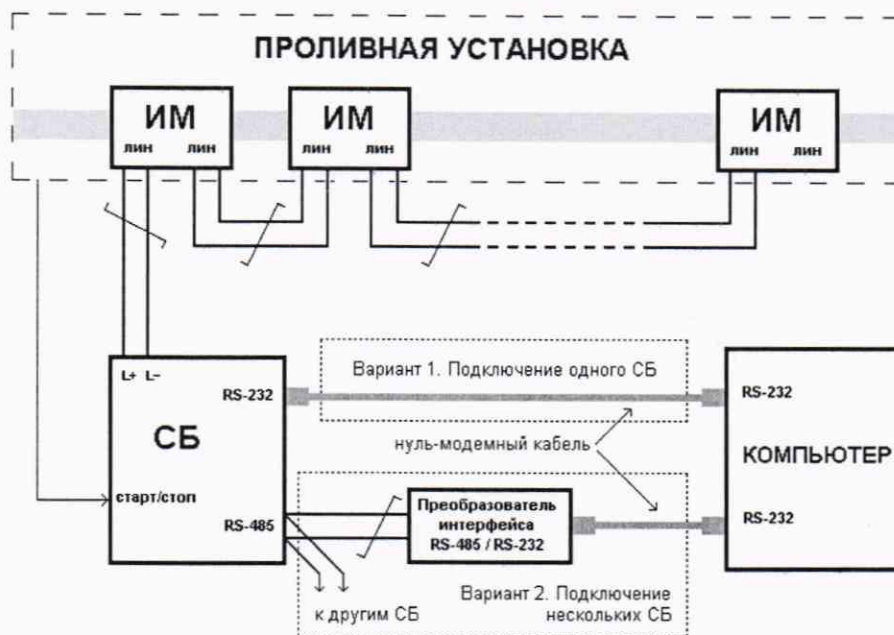 ПРОЛИВНАЯ УСТАНОВКА
ИМ
лин лин
ИМ
лин лин
ИМ
лин лин
L+ L–
RS-232
СБ
старт/стоп
RS-485
Вариант 1. Подключение одного СБ
нуль-модемный кабель
Преобразователь
интерфейса
RS-485 / RS-232
Вариант 2. Подключение
нескольких СБ
к другим СБ
RS-232
КОМПЬЮТЕР
RS-232